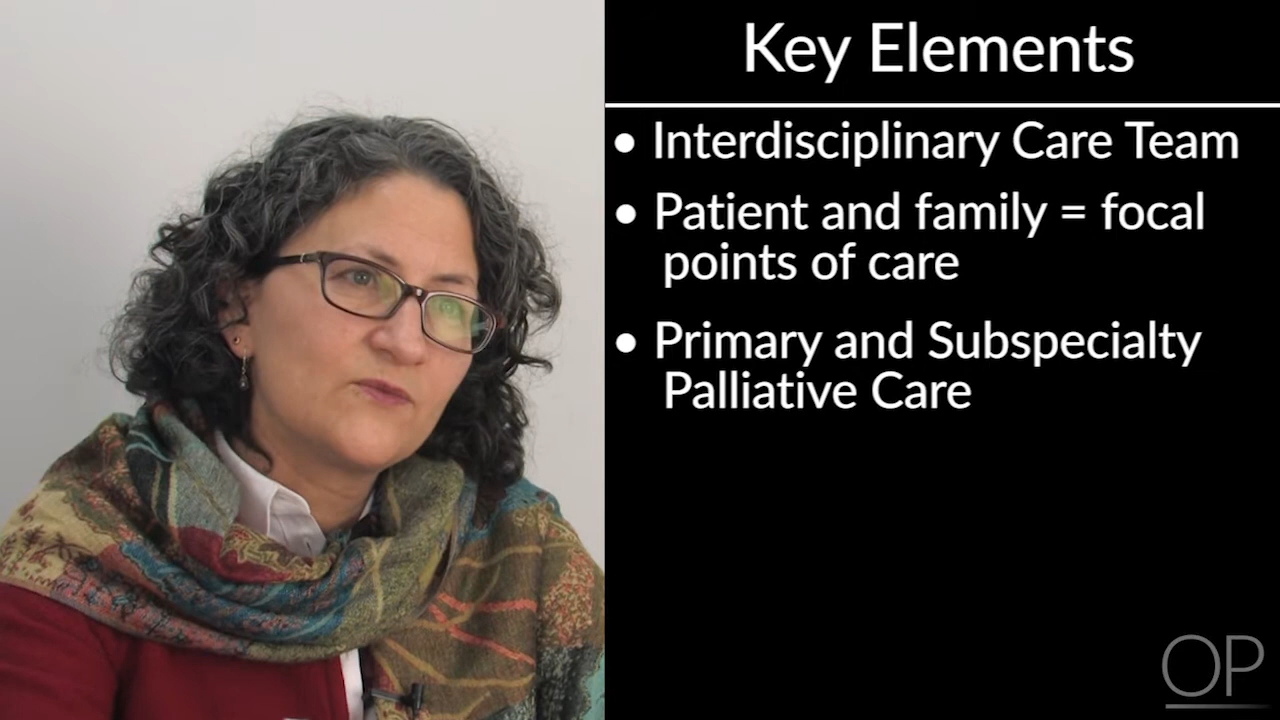 Key Elements
• Interdisciplinary Care Team
• Patient and family = focal
points of care
• Primary and Subspecialty
Palliative Care
OP